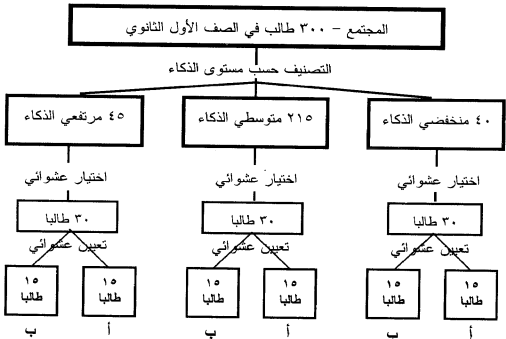 المجتمع - ٣٠٠ طالب في الصف الأول الثانوي
التصنيف حسب مستوى الذكاء
٤٠ منخفضي الذكاء
٢١٥ متوسطي الذكاء
٤٥ مرتفعي الذكاء
اختيار عشوائي
اختيار عشوائي
اختيار عشوائي
٣٠ طالبا
٣٠ طالبا
٣٠ طالبا
تعيين عشوائي
تعيين عشوائي
تعيين عشوائي
١٥
طالبا
١٥
طالبا
١٥
طالبا
١٥
طالبا
١٥
طالبا
١٥
طالبا
أ
ب
أ
ب
أ
ب